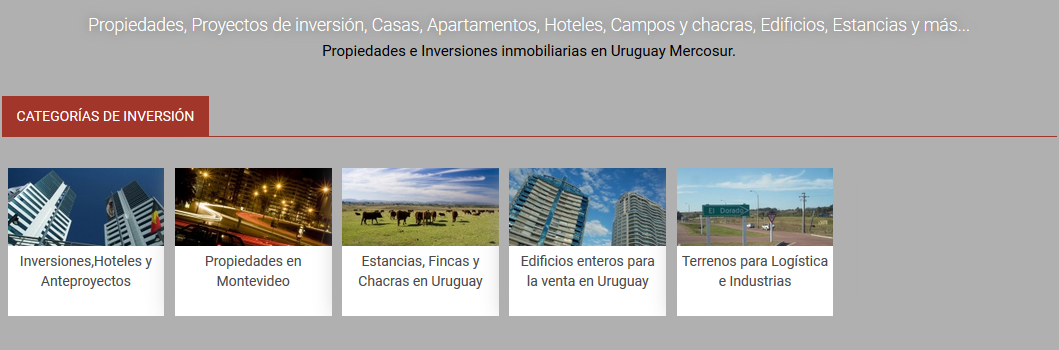 Propiedades, Proyectos de inversión, Casas, Apartamentos, Hoteles, Campos y chacras, Edificios, Estancias y más...
Propiedades e Inversiones inmobiliarias en Uruguay Mercosur.
CATEGORÍAS DE INVERSIÓN
El Dorado
Inversiones,Hoteles y
Anteproyectos
Propiedades en
Montevideo
Estancias, Fincas y
Chacras en Uruguay
Edificios enteros para
la venta en Uruguay
Terrenos para Logística
e Industrias